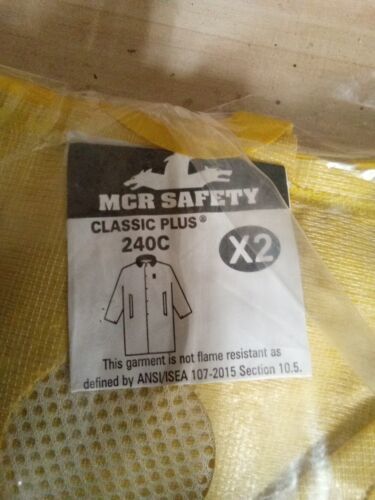 MCR SAFETY
CLASSIC PLUS®
240C
X2
This garment is not flame resistant as
defined by ANSI/ISEA 107-2015 Section 10.5.